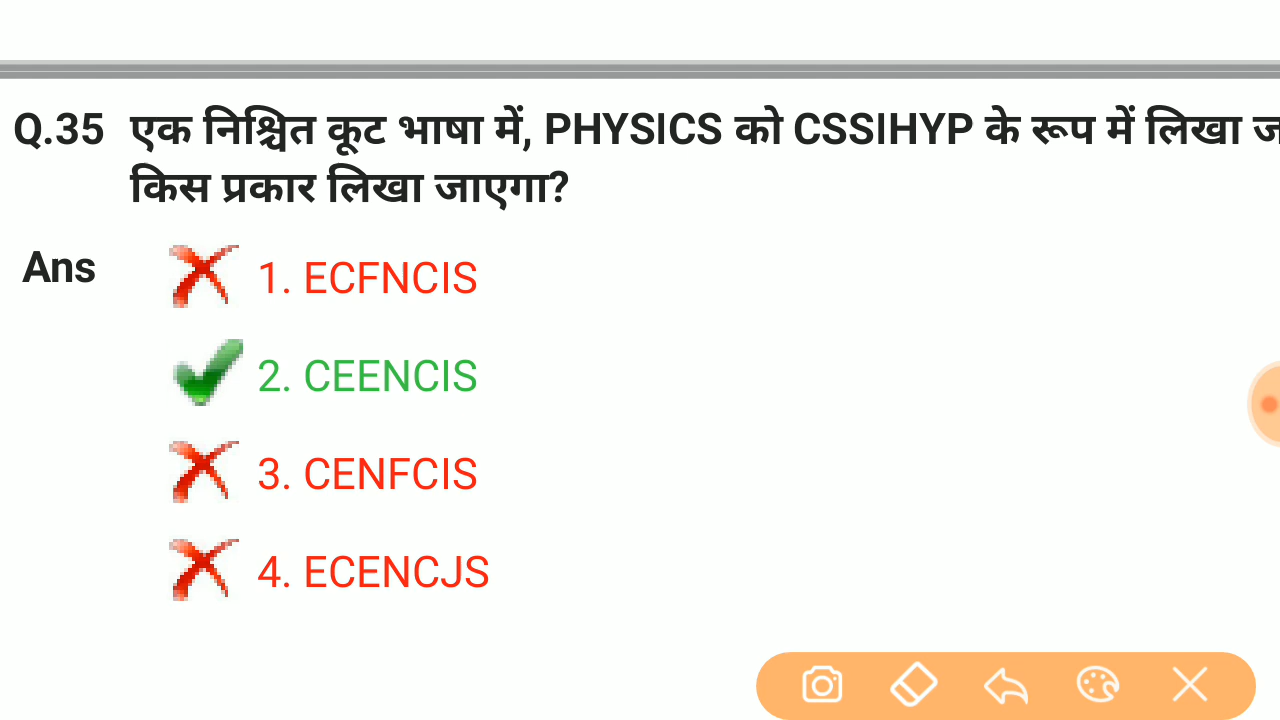 Q.35 एक निश्चित कूट भाषा में, PHYSICS को CSSIHYP के रूप में लिखा
किस प्रकार लिखा जाएगा?
Ans
1. ECFNCIS
2. CEENCIS
3. CENFCIS
4. ECENCJS